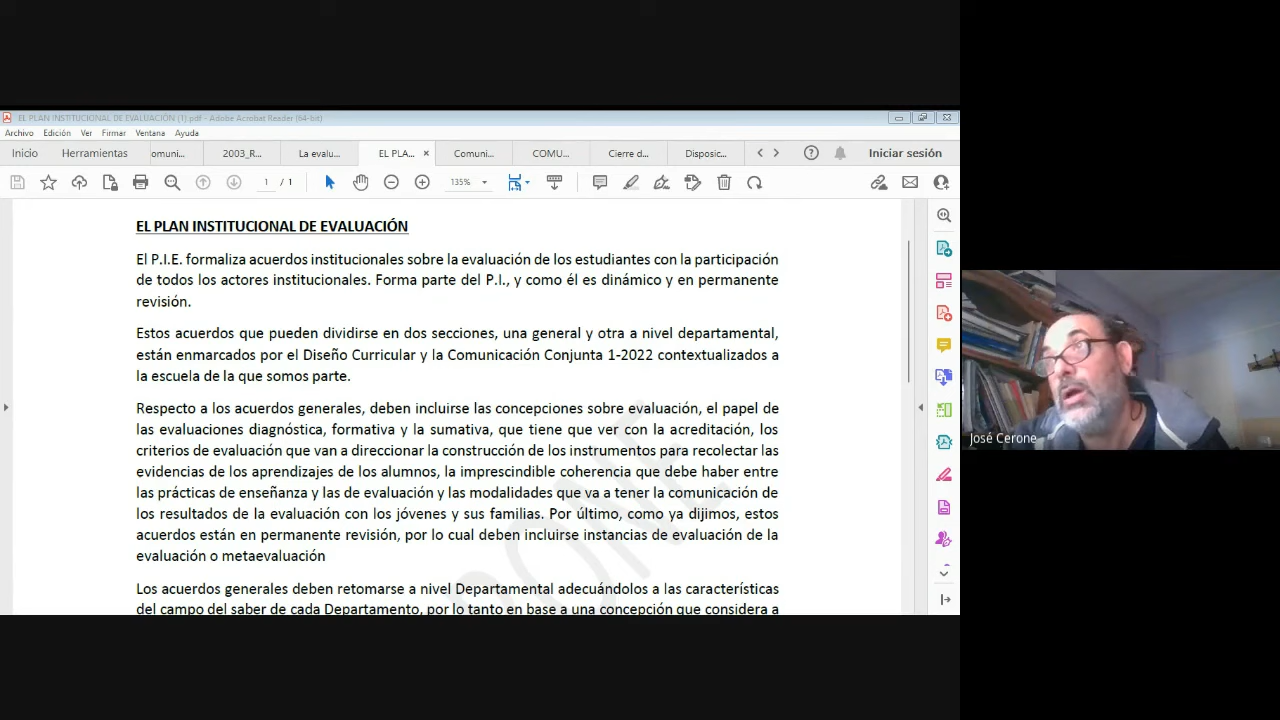 EL PLAN INSTITUCIONAL DE EVALUACIÓN (1).pdf - Adobe Acrobat Reader (64-bit)
Archivo Edición Ver Firmar Ventana Ayuda
Inicio Herramientas omuni... 2003_R... La evalu... EL PLA... × Comuni... COMU... Cierre d... Disposic... Iniciar sesión
1 / 1 135%
EL PLAN INSTITUCIONAL DE EVALUACIÓN
El P.I.E. formaliza acuerdos institucionales sobre la evaluación de los estudiantes con la participación
de todos los actores institucionales. Forma parte del P.I., y como él es dinámico y en permanente
revisión.
Estos acuerdos que pueden dividirse en dos secciones, una general y otra a nivel departamental,
están enmarcados por el Diseño Curricular y la Comunicación Conjunta 1-2022 contextualizados a
la escuela de la que somos parte.
Respecto a los acuerdos generales, deben incluirse las concepciones sobre evaluación, el papel de
las evaluaciones diagnóstica, formativa y la sumativa, que tiene que ver con la acreditación, los
criterios de evaluación que van a direccionar la construcción de los instrumentos para recolectar las
evidencias de los aprendizajes de los alumnos, la imprescindible coherencia que debe haber entre
las prácticas de enseñanza y las de evaluación y las modalidades que va a tener la comunicación de
los resultados de la evaluación con los jóvenes y sus familias. Por último, como ya dijimos, estos
acuerdos están en permanente revisión, por lo cual deben incluirse instancias de evaluación de la
evaluación o metaevaluación
Los acuerdos generales deben retomarse a nivel Departamental adecuándolos a las características
del campo del saber de cada Departamento, por lo tanto en base a una concepción que considera a
José Cerone